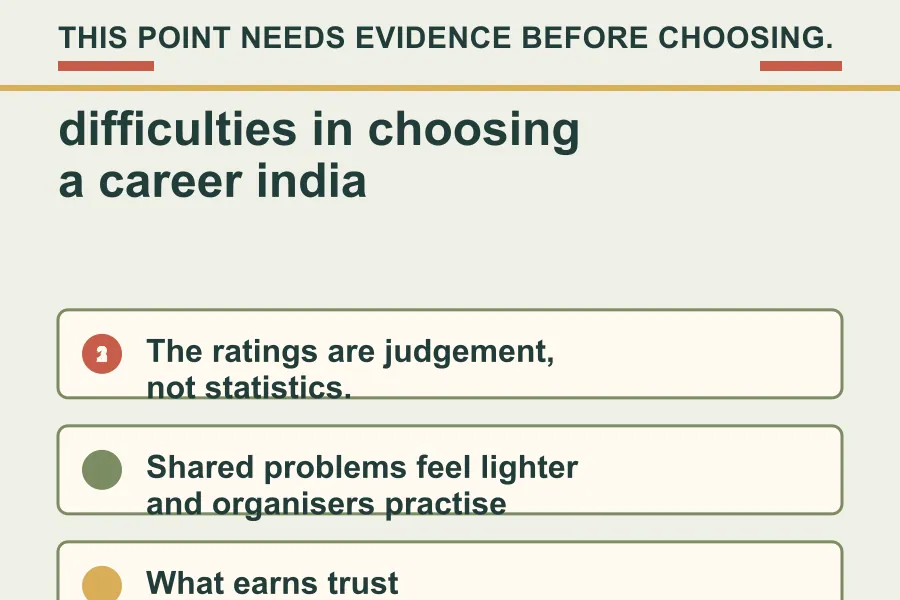 THIS POINT NEEDS EVIDENCE BEFORE CHOOSING.
difficulties in choosing
a career india
The ratings are judgement,
not statistics.
Shared problems feel lighter
and organisers practise
What earns trust